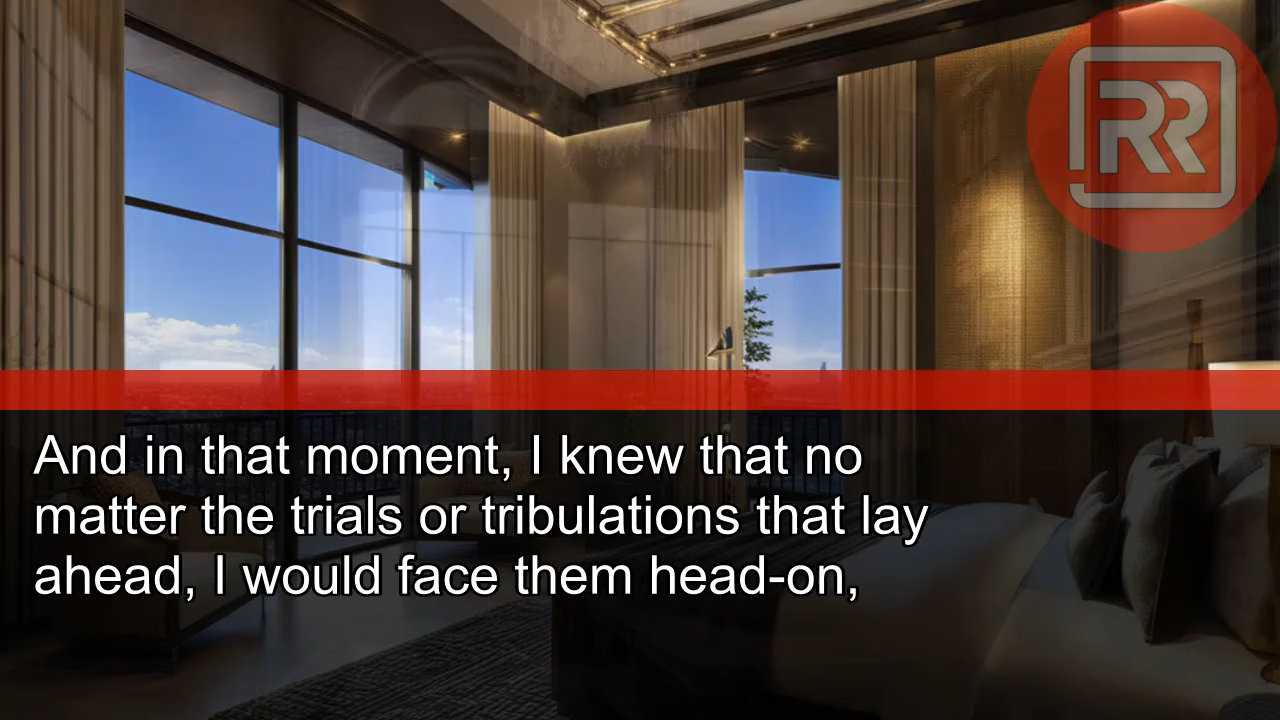 RR
And in that moment, I knew that no
matter the trials or tribulations that lay
ahead, I would face them head-on,